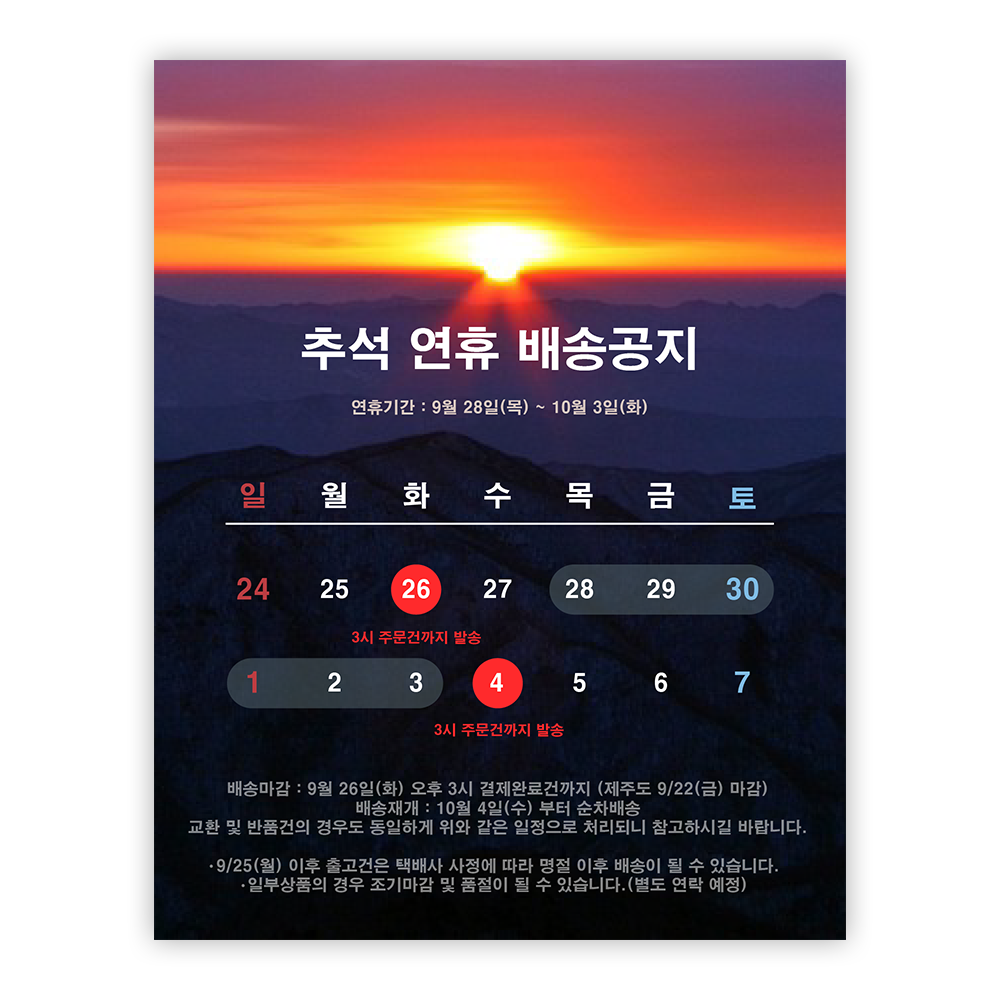 추석 연휴 배송공지
연휴기간 : 9월 28일(목) ~ 10월 3일(화)
일 월 화 수 목 금 토
24 25 26 27 28 29 30
3시 주문건까지 발송
1 2 3 4 5 6 7
3시 주문건까지 발송
배송마감 : 9월 26일(화) 오후 3시 결제완료건까지 (제주도 9/22(금) 마감)
배송재개 : 10월 4일(수) 부터 순차배송
교환 및 반품건의 경우도 동일하게 위와 같은 일정으로 처리되니 참고하시길 바랍니다.
·9/25(월) 이후 출고건은 택배사 사정에 따라 명절 이후 배송이 될 수 있습니다.
·일부상품의 경우 조기마감 및 품절이 될 수 있습니다.(별도 연락 예정)